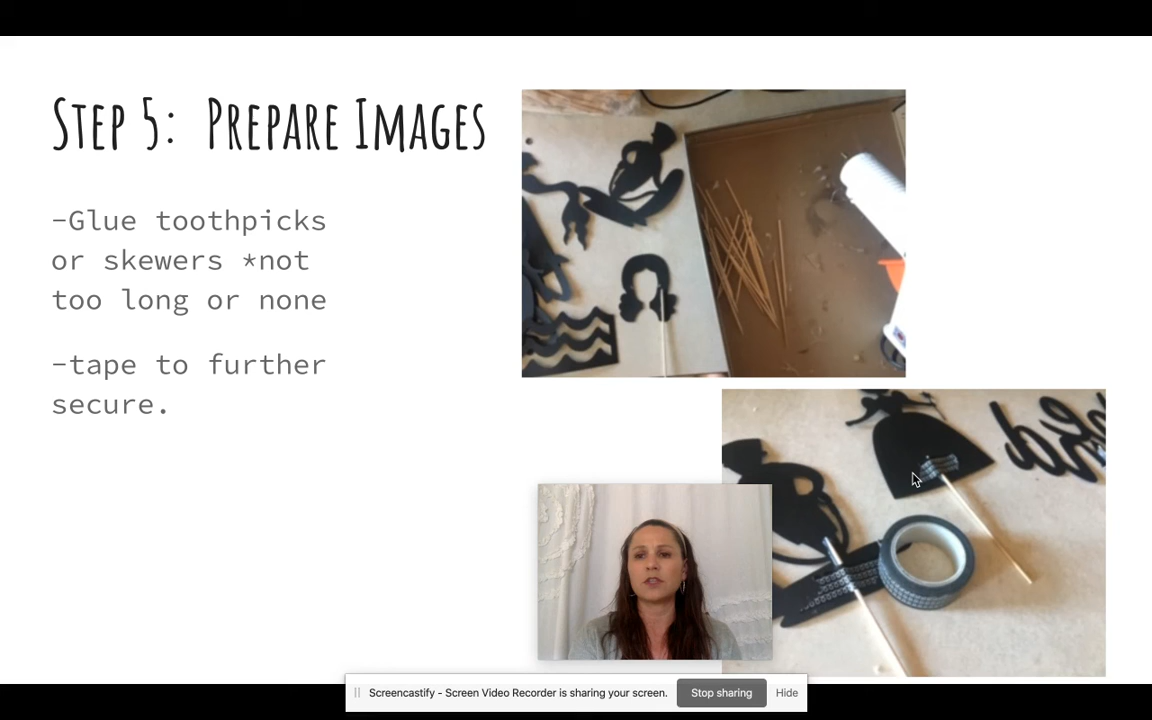 Step 5: Prepare Images
-Glue toothpicks
or skewers *not
too long or none
-tape to further
secure.
Screencastify - Screen Video Recorder is sharing your screen.
Stop sharing
Hide